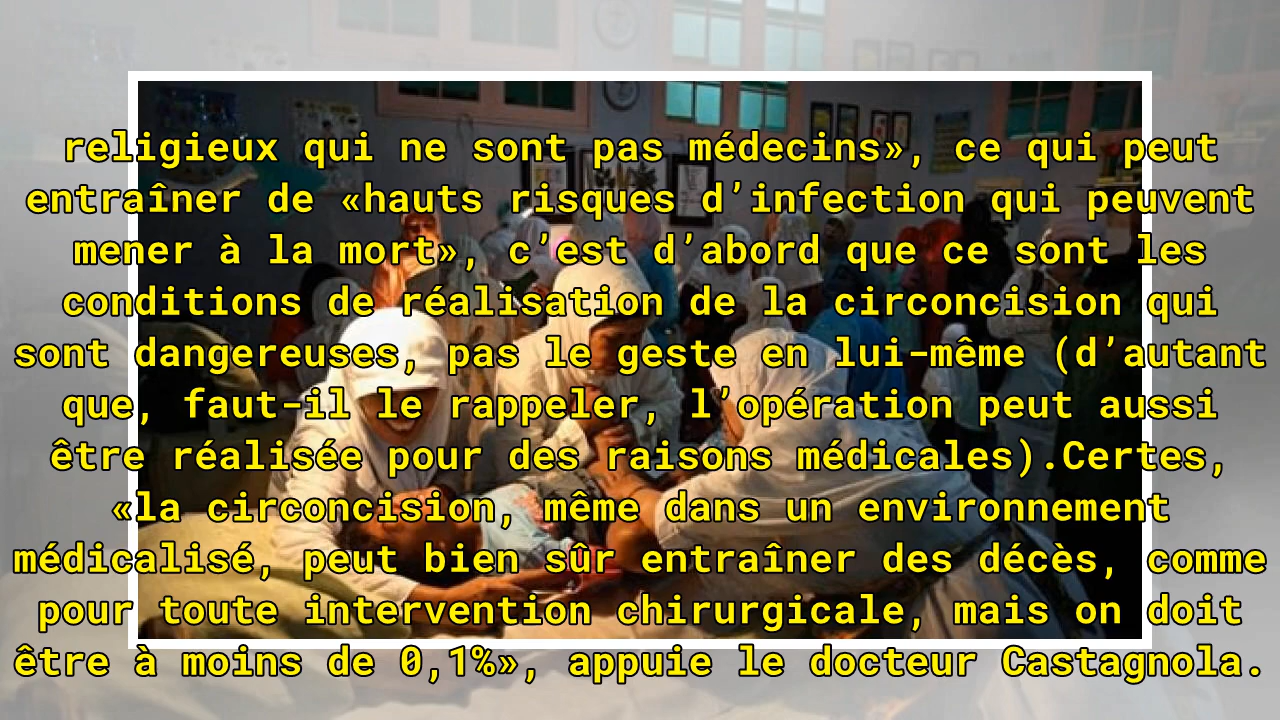 religieux qui ne sont pas médecins», ce qui peut
entraîner de «hauts risques d’infection qui peuvent
mener à la mort», c’est d’abord que ce sont les
conditions de réalisation de la circoncision qui
sont dangereuses, pas le geste en lui-même (d’autant
que, faut-il le rappeler, l’opération peut aussi
être réalisée pour des raisons médicales).Certes,
«la circoncision, même dans un environnement
médicalisé, peut bien sûr entraîner des décès, comme
pour toute intervention chirurgicale, mais on doit
être à moins de 0,1%», appuie le docteur Castagnola.